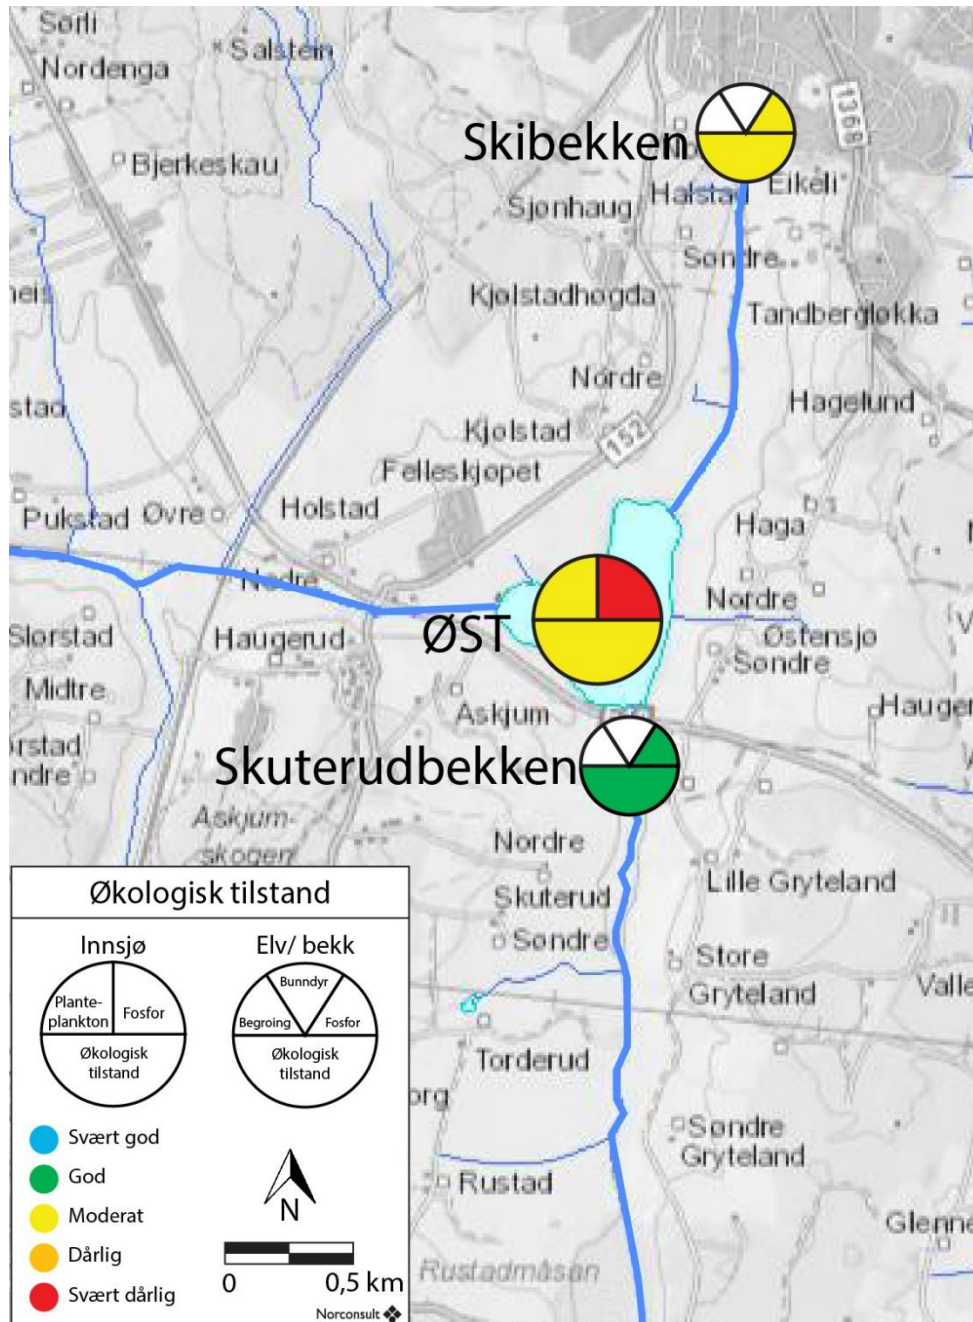 Sørli
Nordenga
Salstein
Bjerkeskau
1368
Skibekken
Halstad
Eikeli
Sjønhaug
Søndre
Kjølstadhøgda
Tandbergløkka
Nordre
Hagelund
Kjølstad
152
Felleskjøpet
Pukstad
Øvre
Holstad
Haga
Nedre
Nordre
Slørstad
Haugerud
ØST
Østensjø
Søndre
Midtre
Askjum
Skuterudbekken
Askjum-
skogen
Nordre
Skuterud
Lille Gryteland
Søndre
Store
Gryteland
Torderud
Søndre
Gryteland
Rustad
Rustadmåsan
Økologisk tilstand
Innsjø
Elv/ bekk
Plante-
plankton
Fosfor
Økologisk
tilstand
Bunndyr
Begroing
Fosfor
Økologisk
tilstand
Svært god
God
Moderat
Dårlig
Svært dårlig
N
0
0,5 km
Norconsult